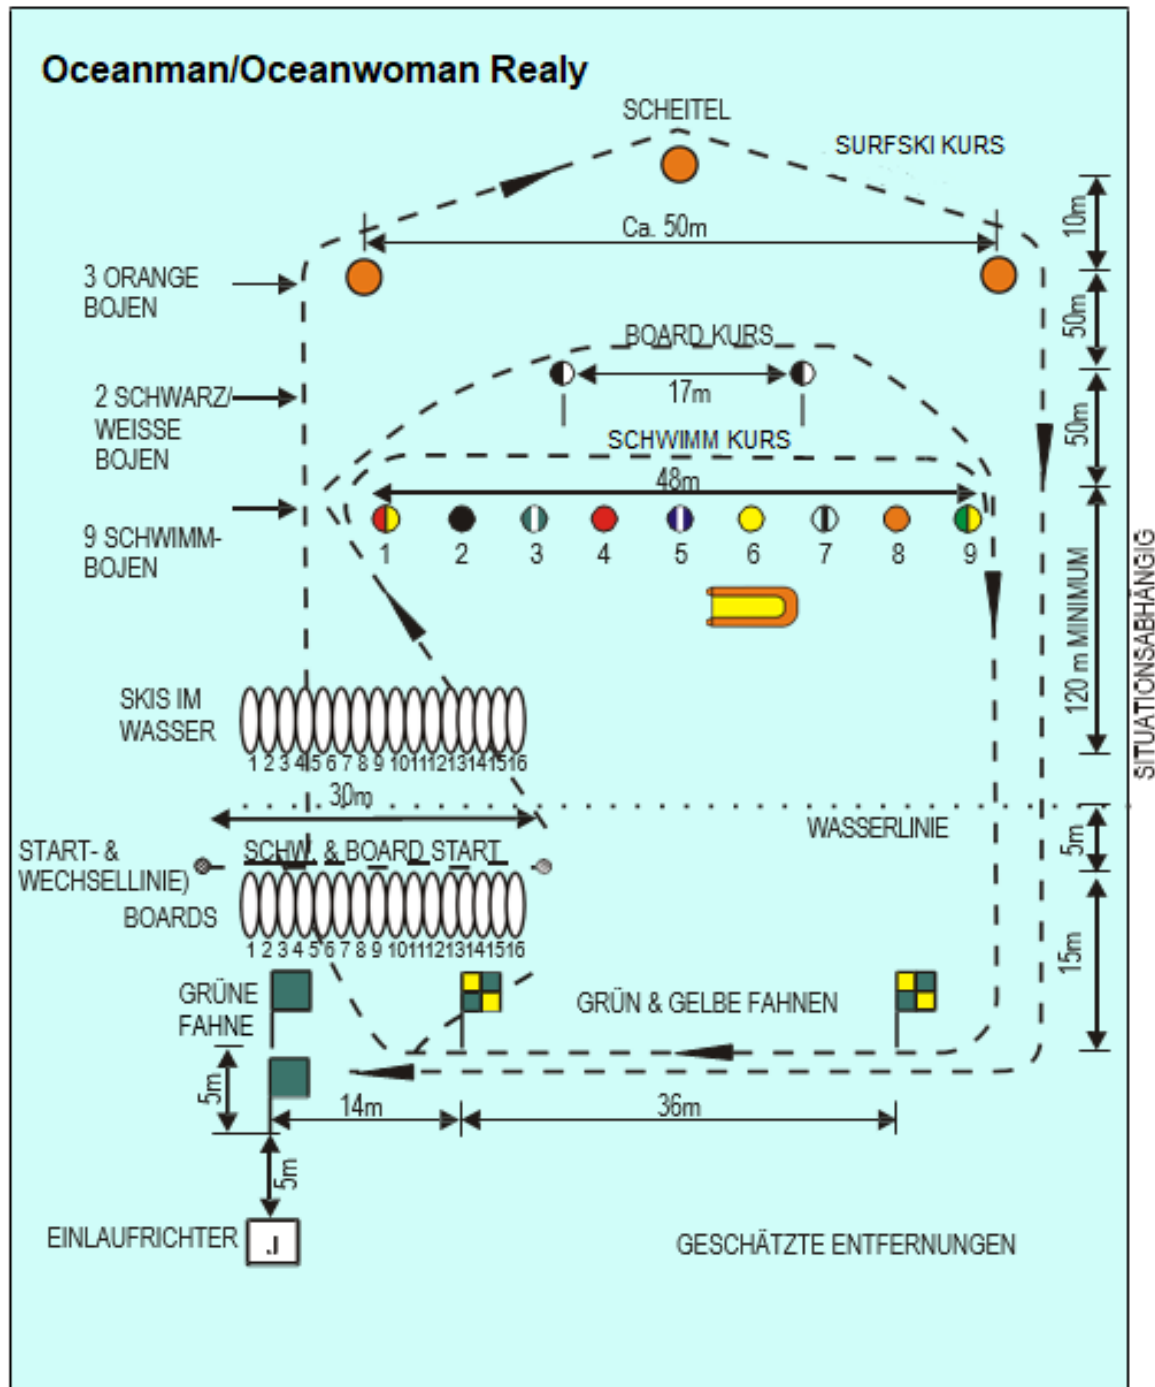 Oceanman/Oceanwoman Realy
SCHEITEL
SURFSKI KURS
Ca. 50m
10m
3 ORANGE
BOJEN
50m
BOARD KURS
17m
2 SCHWARZ/
WEISSE
BOJEN
50m
SCHWIMM KURS
48m
9 SCHWIMM-
BOJEN
1 2 3 4 5 6 7 8 9
120 m MINIMUM
SITUATIONSABHÄNGIG
SKIS IM
WASSER
1 2 3 4 5 6 7 8 9 10 11 12 13 14 15 16
30m
WASSERLINIE
5m
START- &
WECHSELLINIE)
SCHW. & BOARD START
BOARDS
1 2 3 4 5 6 7 8 9 10 11 12 13 14 15 16
15m
GRÜNE
FAHNE
GRÜN & GELBE FAHNEN
5m
14m
36m
5m
EINLAUFRICHTER
J.
GESCHÄTZTE ENTFERNUNGEN